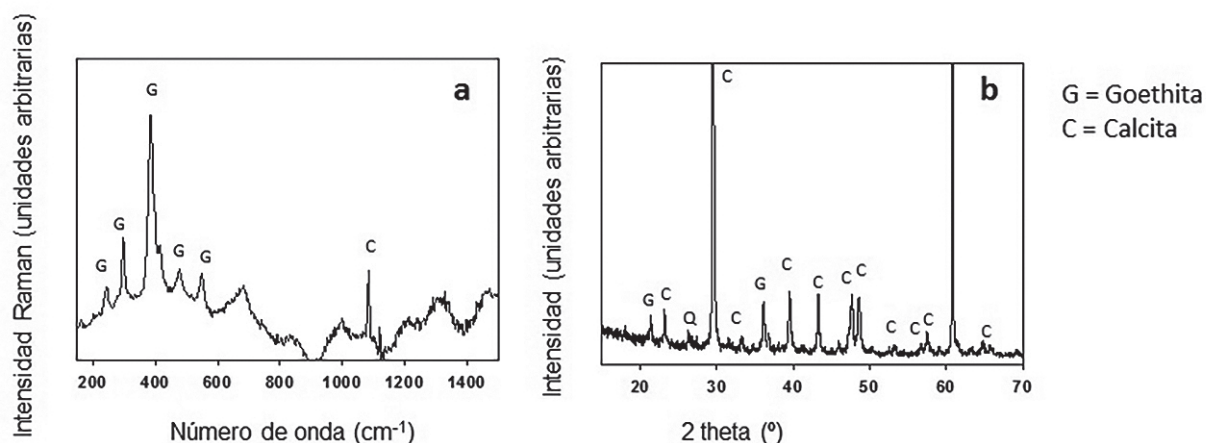 Intensidad Raman (unidades arbitrarias)
a
G
G
G
G
G
C
200 400 600 800 1000 1200 1400
Número de onda (cm⁻¹)
Intensidad (unidades arbitrarias)
b
C
G
C
Q
C
G
C
C
C
C
C
C
C
C
20 30 40 50 60 70
2 theta (º)
G = Goethita
C = Calcita